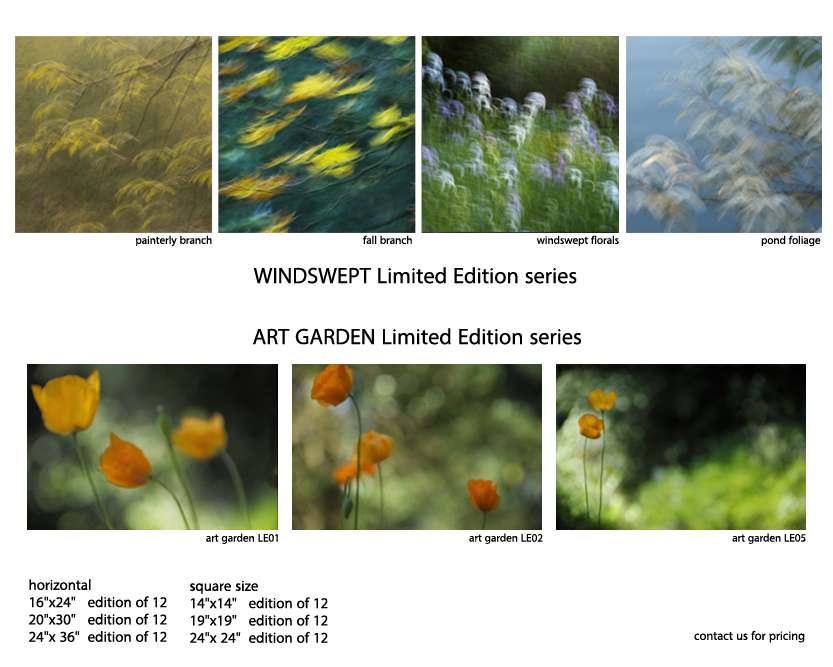 painterly branch
fall branch
windswept florals
pond foliage
WINDSWEPT Limited Edition series
ART GARDEN Limited Edition series
art garden LE01
art garden LE02
art garden LE05
horizontal
16"x24" edition of 12
20"x30" edition of 12
24"x 36" edition of 12
square size
14"x14" edition of 12
19"x19" edition of 12
24"x 24" edition of 12
contact us for pricing